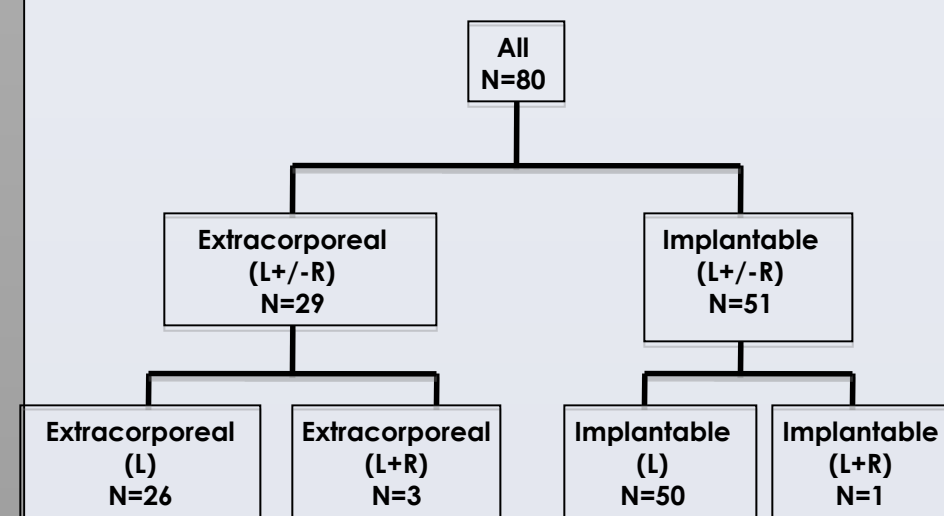 All
N=80
Extracorporeal
(L+/-R)
N=29
Implantable
(L+/-R)
N=51
Extracorporeal
(L)
N=26
Extracorporeal
(L+R)
N=3
Implantable
(L)
N=50
Implantable
(L+R)
N=1